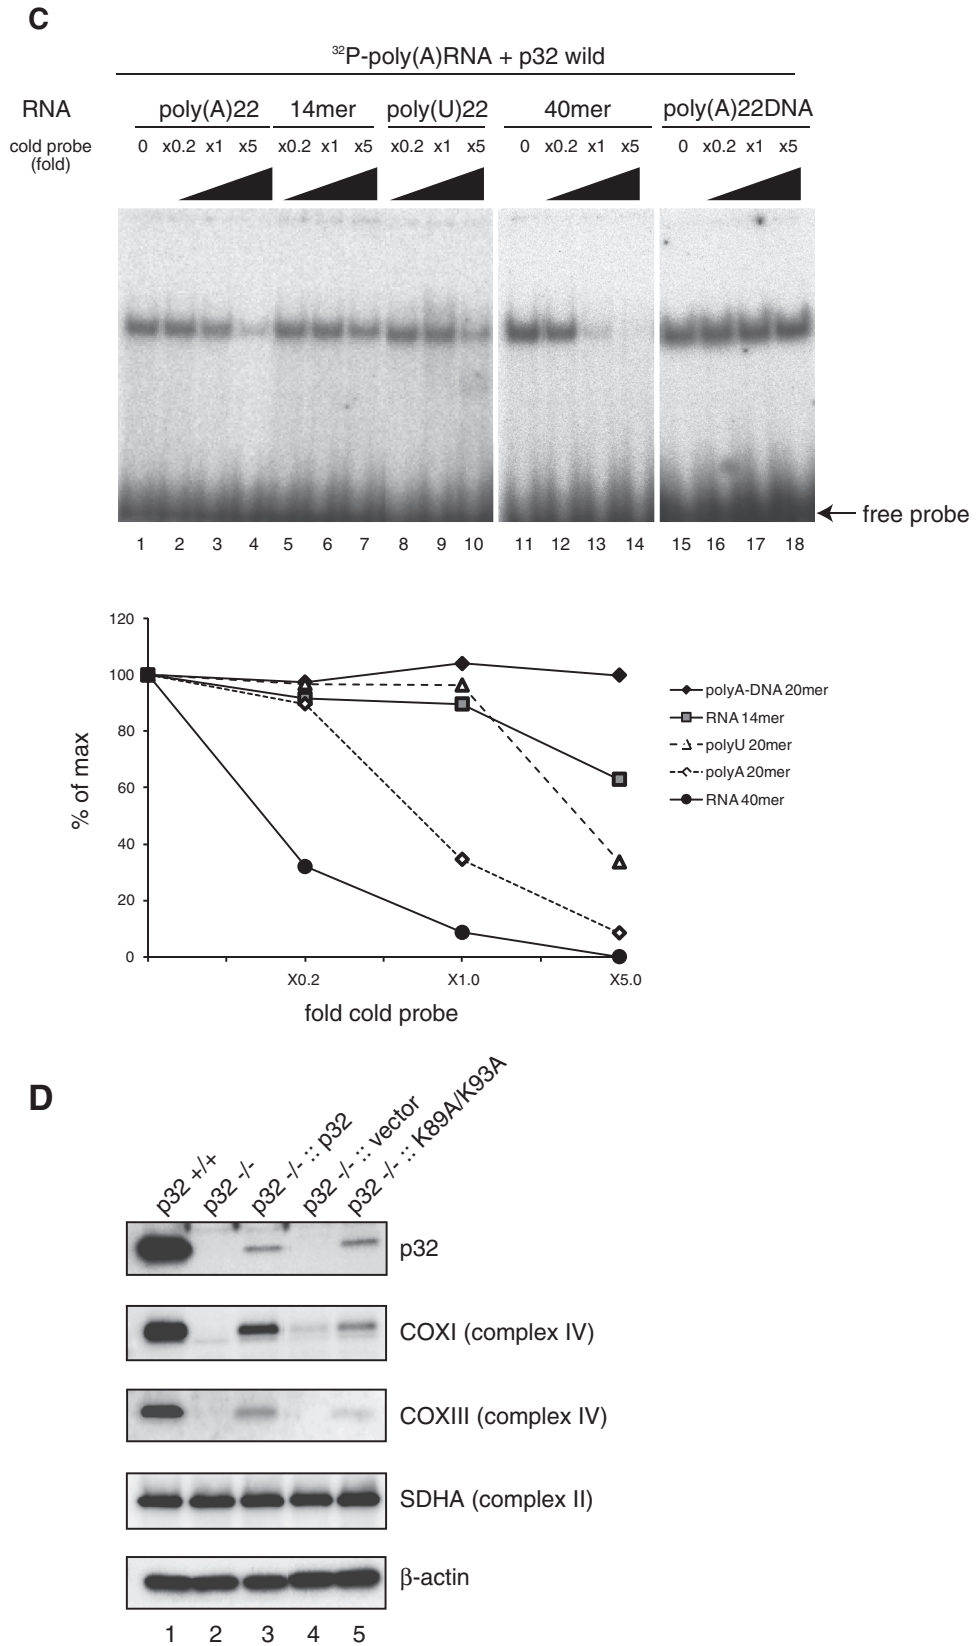 C
32P-poly(A)RNA + p32 wild
RNA poly(A)22 14mer poly(U)22 40mer poly(A)22DNA
cold probe 0 x0.2 x1 x5 x0.2 x1 x5 x0.2 x1 x5 0 x0.2 x1 x5 0 x0.2 x1 x5
(fold)
free probe
1 2 3 4 5 6 7 8 9 10 11 12 13 14 15 16 17 18
120
100
80
60
40
20
0
% of max
X0.2 X1.0 X5.0
fold cold probe
polyA-DNA 20mer
RNA 14mer
polyU 20mer
polyA 20mer
RNA 40mer
D
p32 +/+
p32 -/-
p32 -/- :: p32
p32 -/- :: vector
p32 -/- :: K89A/K93A
p32
COXI (complex IV)
COXIII (complex IV)
SDHA (complex II)
β-actin
1 2 3 4 5